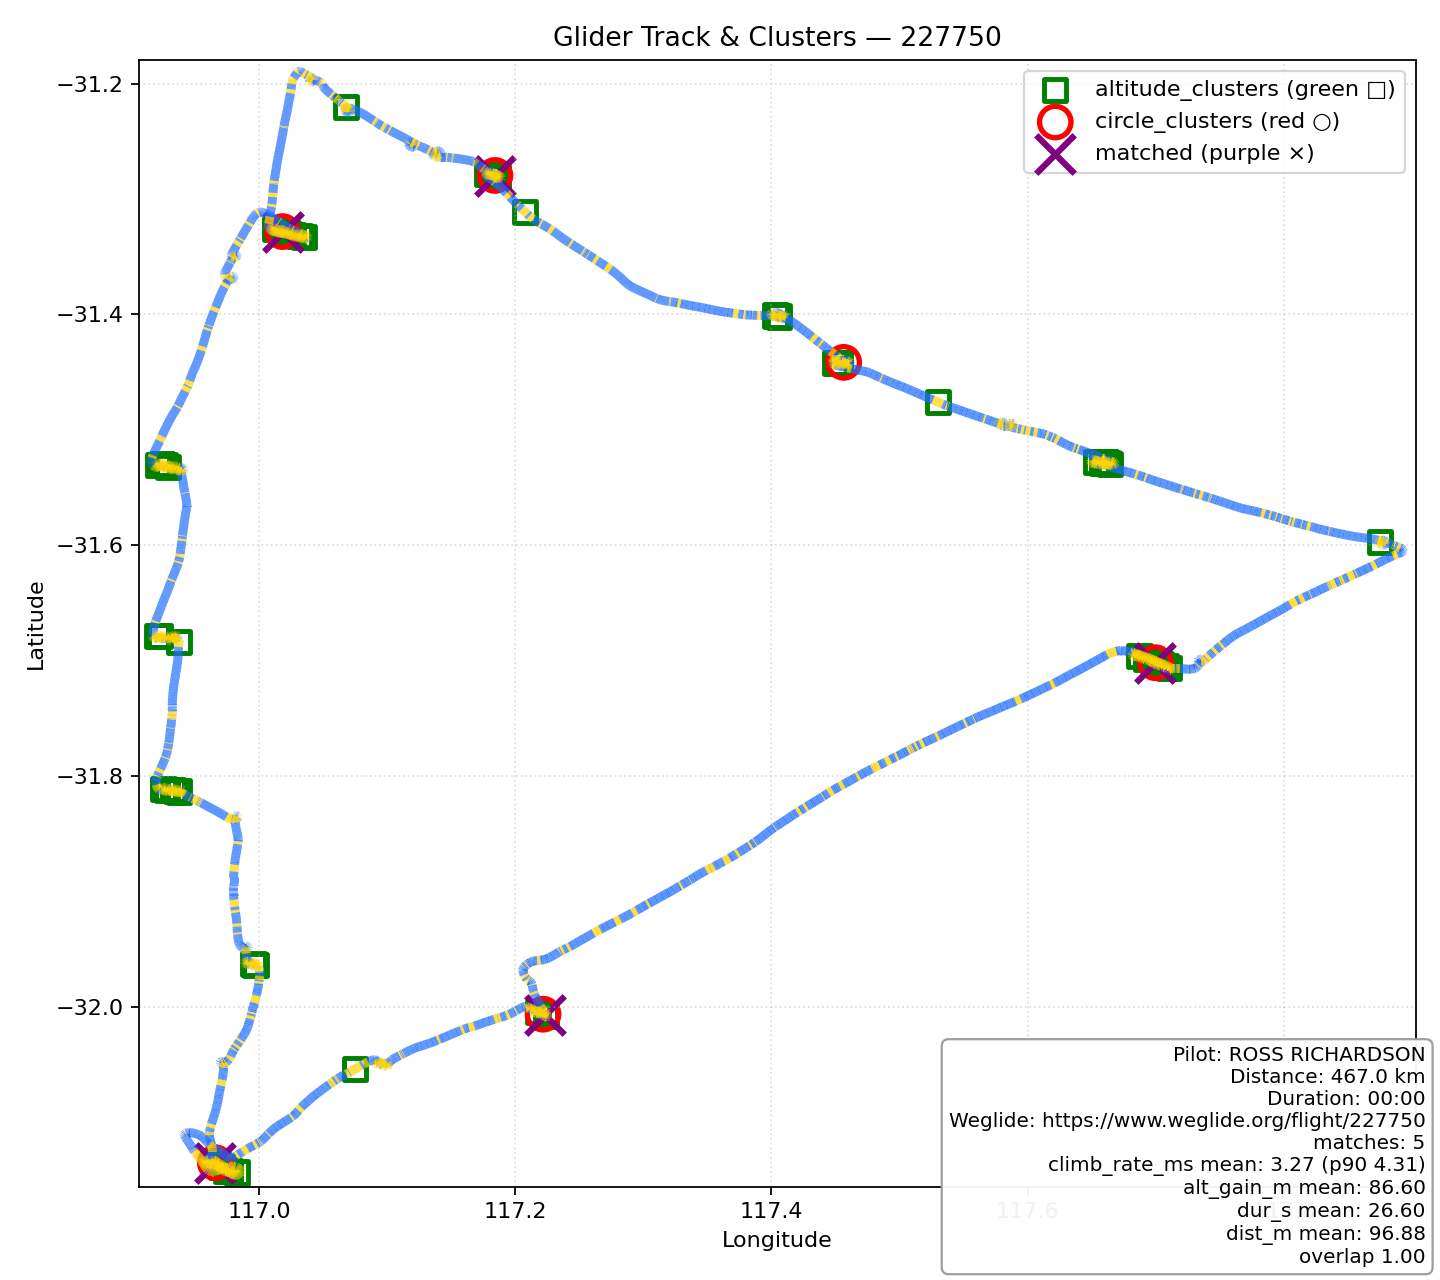 Glider Track & Clusters — 227750
altitude_clusters (green □)
circle_clusters (red ○)
matched (purple ×)
−31.2
−31.4
−31.6
−31.8
−32.0
Latitude
117.0
117.2
117.4
117.6
Longitude
Pilot: ROSS RICHARDSON
Distance: 467.0 km
Duration: 00:00
Weglide: https://www.weglide.org/flight/227750
matches: 5
climb_rate_ms mean: 3.27 (p90 4.31)
alt_gain_m mean: 86.60
dur_s mean: 26.60
dist_m mean: 96.88
overlap 1.00